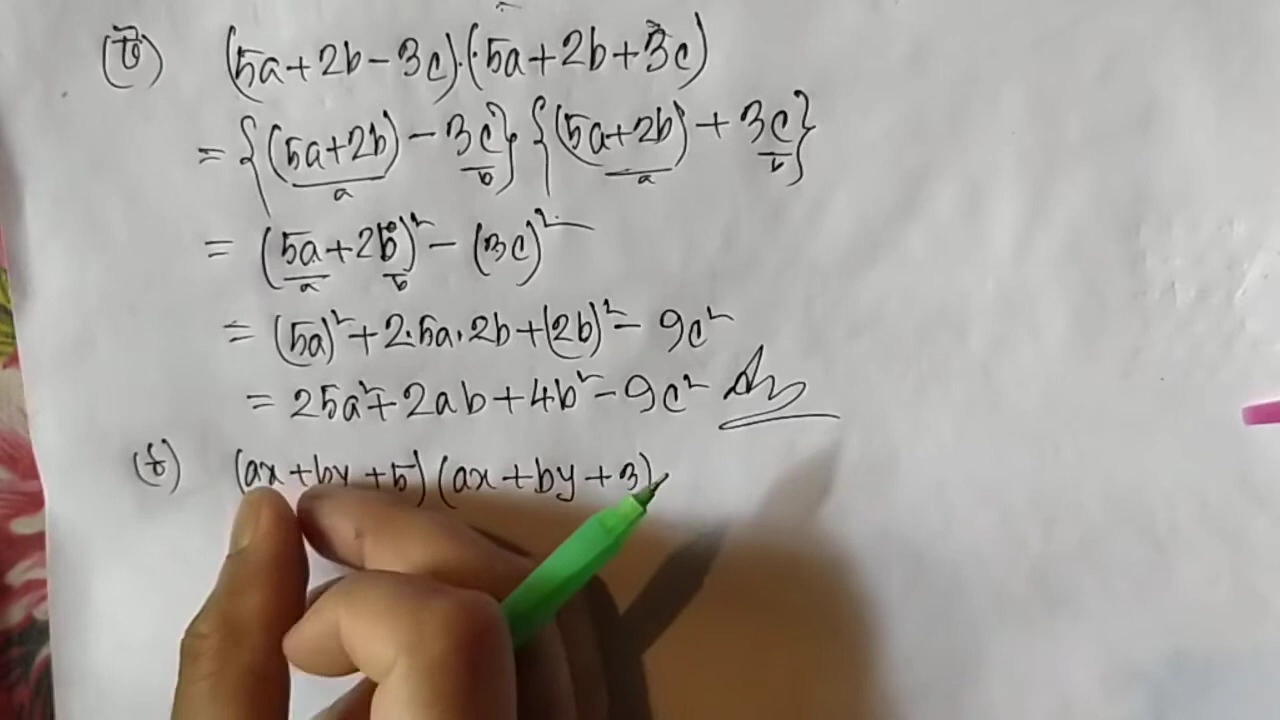 (ঙ) (5a+2b-3c)·(5a+2b+3c)
= {(5a+2b) - 3c} {(5a+2b) + 3c}
a b a b
= (5a+2b)² - (3c)²
a b
= (5a)² + 2·5a·2b + (2b)² - 9c²
= 25a² + 2ab + 4b² - 9c² Ans
(চ) (ax + by + 5) (ax + by + 3)